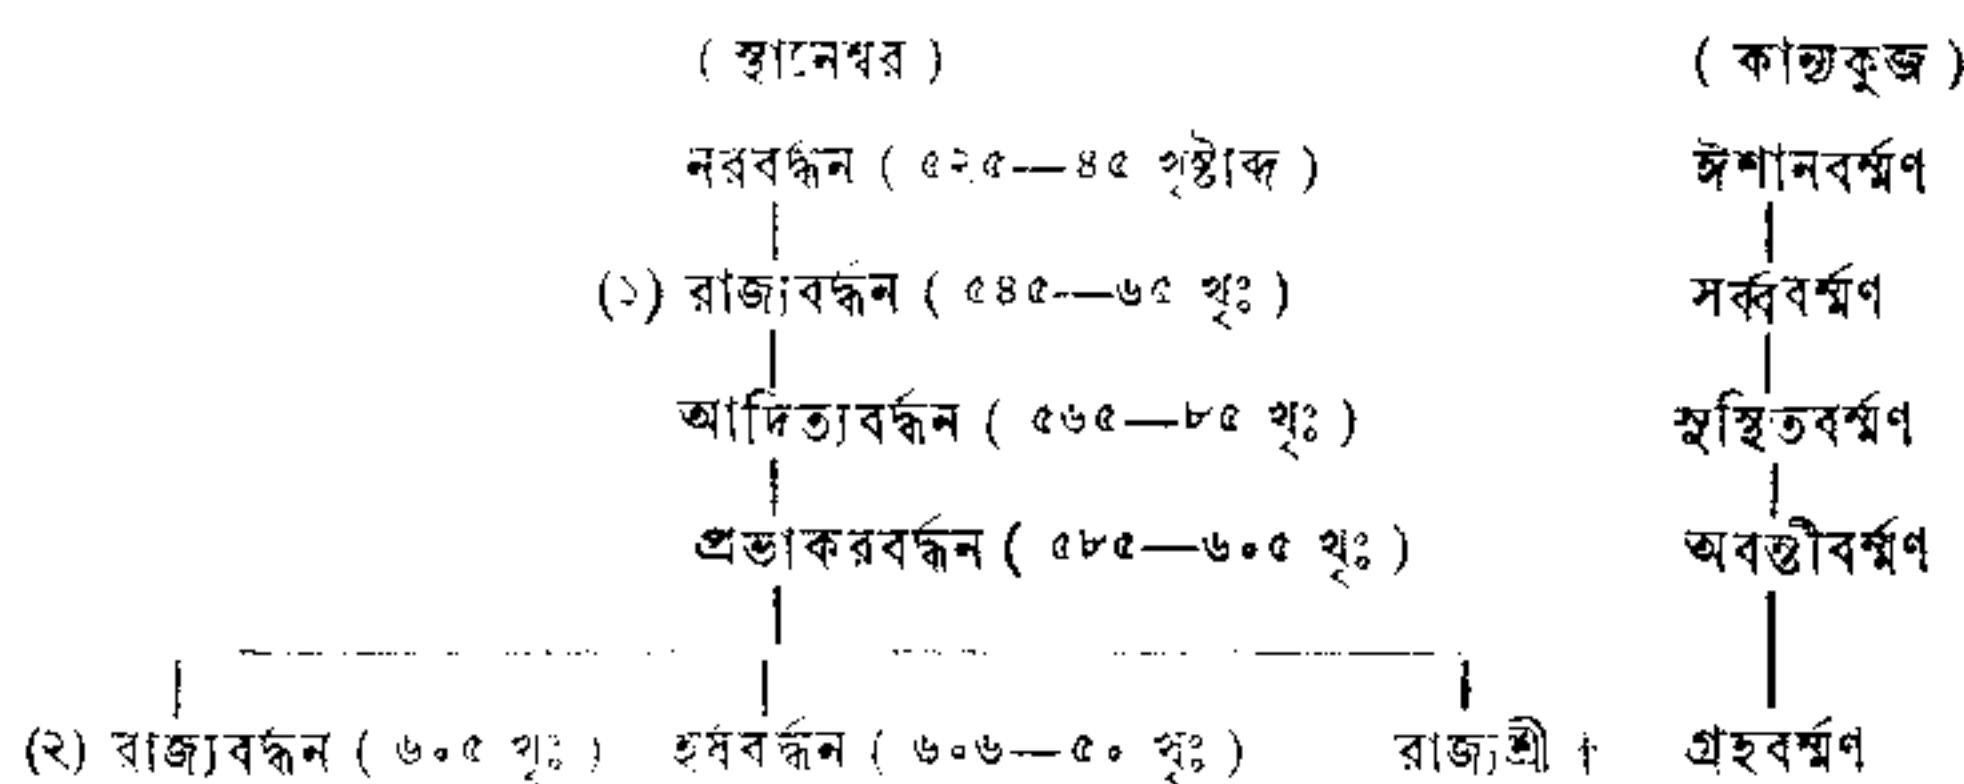 ( স্থানেশ্বর ) ( কান্যকুব্জ )
নরবর্দ্ধন ( ৫২৫—৪৫ খৃষ্টাব্দ ) ঈশানবর্ম্মণ
(১) রাজ্যবর্দ্ধন ( ৫৪৫—৬৫ খৃঃ ) সর্ব্ববর্ম্মণ
আদিত্যবর্দ্ধন ( ৫৬৫—৮৫ খৃঃ ) সুস্থিতবর্ম্মণ
প্রভাকরবর্দ্ধন ( ৫৮৫—৬০৫ খৃঃ ) অবন্তীবর্ম্মণ
(২) রাজ্যবর্দ্ধন ( ৬০৫ খৃঃ ) হর্ষবর্দ্ধন ( ৬০৬—৫০ খৃঃ ) রাজ্যশ্রী + গ্রহবর্ম্মণ